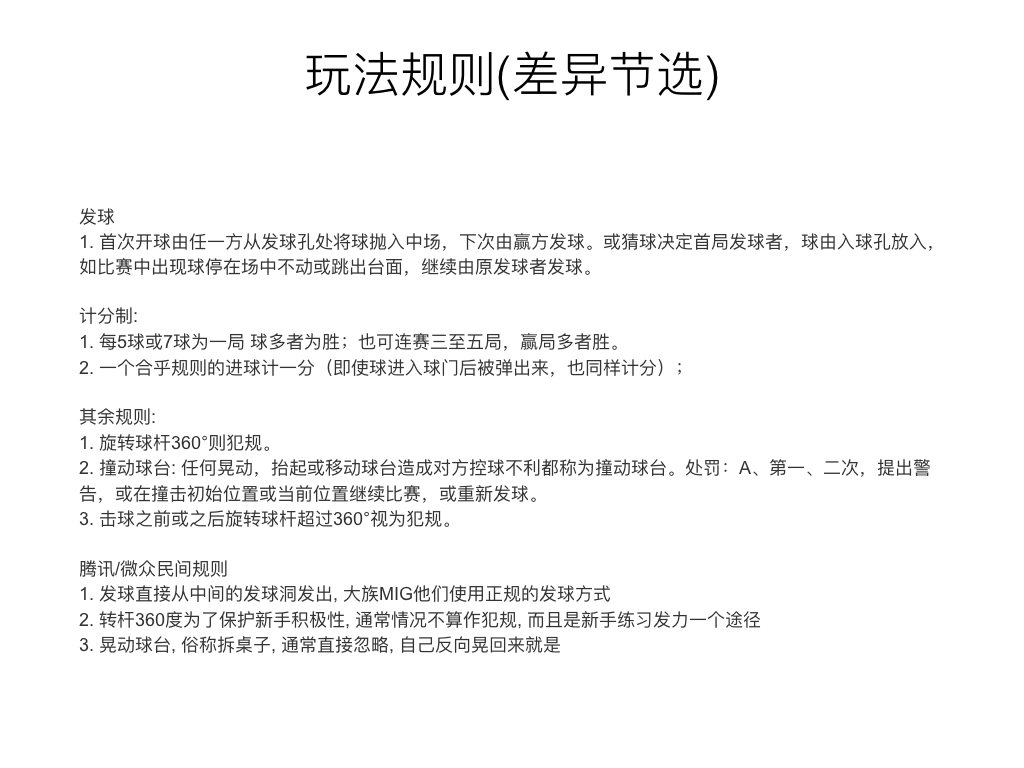 玩法规则(差异节选)
发球
1. 首次开球由任一方从发球孔处将球抛入中场，下次由赢方发球。或猜球决定首局发球者，球由入球孔放入，
如比赛中出现球停在场中不动或跳出台面，继续由原发球者发球。
计分制:
1. 每5球或7球为一局 球多者为胜；也可连赛三至五局，赢局多者胜。
2. 一个合乎规则的进球计一分（即使球进入球门后被弹出来，也同样计分）；
其余规则:
1. 旋转球杆360°则犯规。
2. 撞动球台: 任何晃动，抬起或移动球台造成对方控球不利都称为撞动球台。处罚：A、第一、二次，提出警
告，或在撞击初始位置或当前位置继续比赛，或重新发球。
3. 击球之前或之后旋转球杆超过360°视为犯规。
腾讯/微众民间规则
1. 发球直接从中间的发球洞发出, 大族MIG他们使用正规的发球方式
2. 转杆360度为了保护新手积极性, 通常情况不算作犯规, 而且是新手练习发力一个途径
3. 晃动球台, 俗称拆桌子, 通常直接忽略, 自己反向晃回来就是